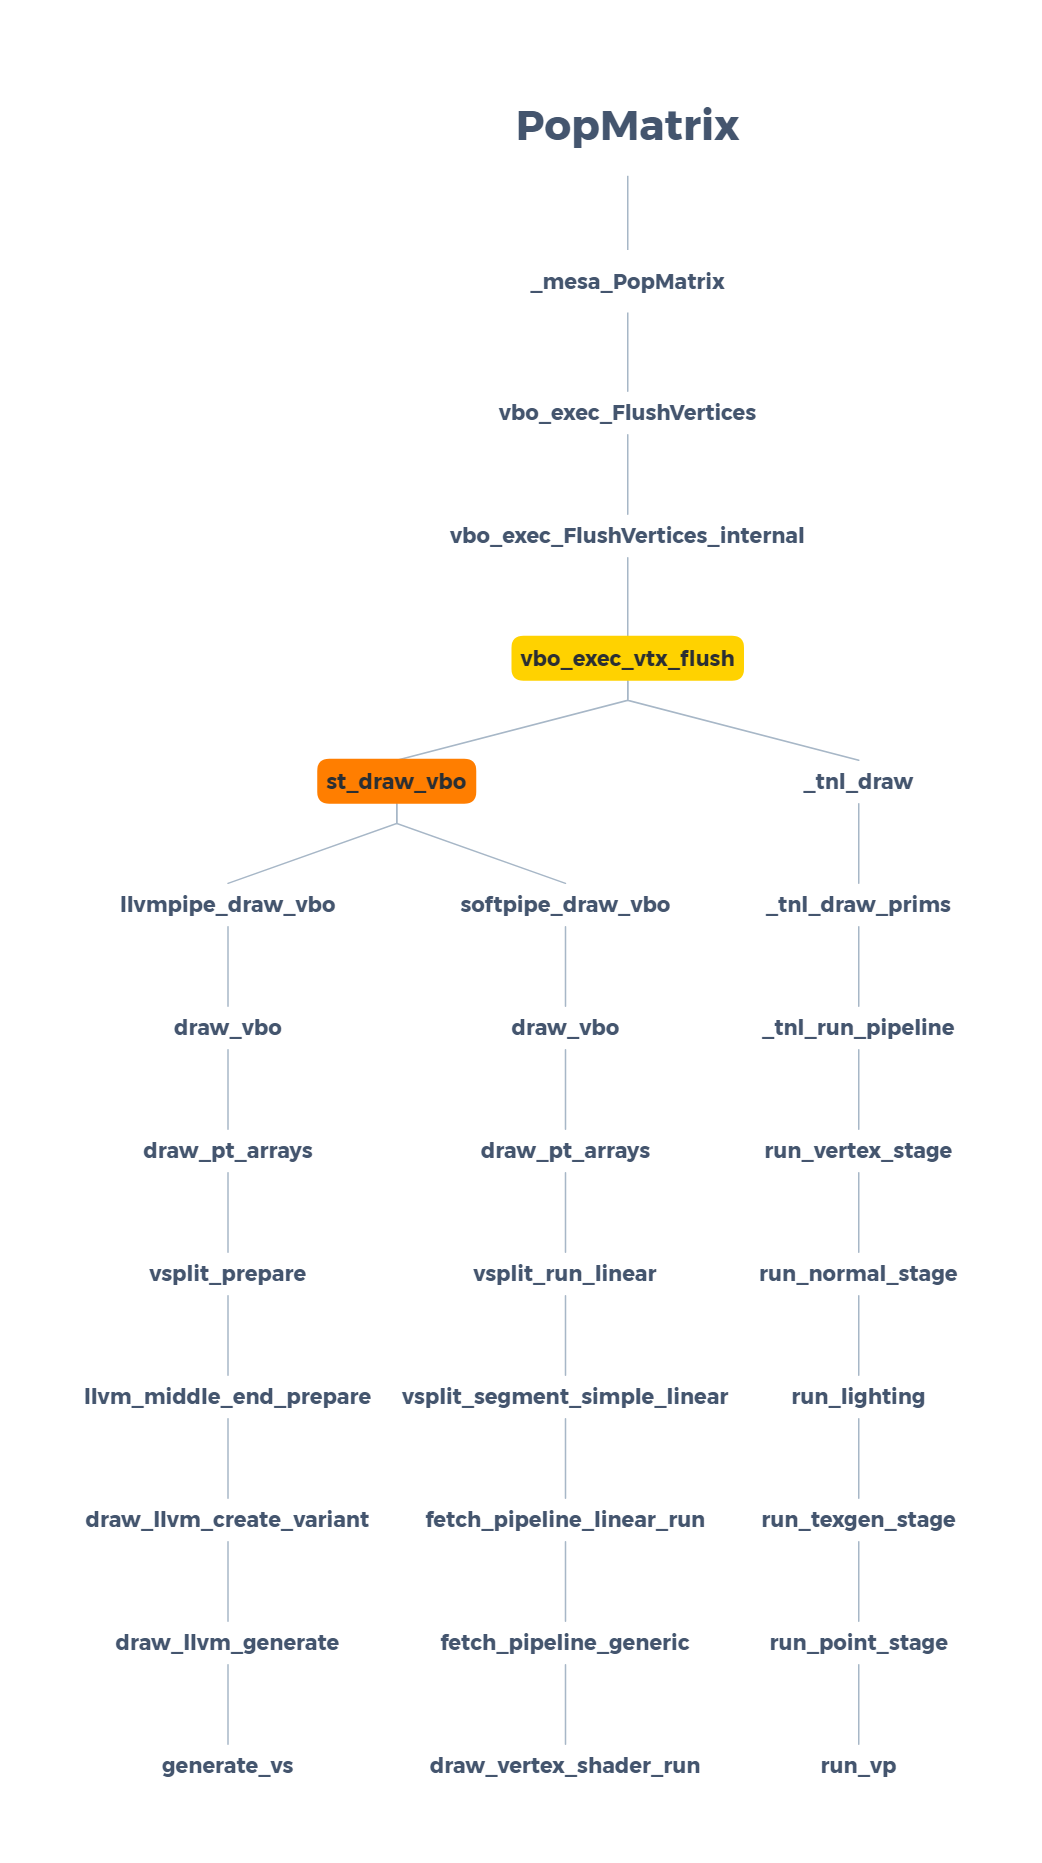 PopMatrix
_mesa_PopMatrix
vbo_exec_FlushVertices
vbo_exec_FlushVertices_internal
vbo_exec_vtx_flush
st_draw_vbo
_tnl_draw
llvmpipe_draw_vbo
softpipe_draw_vbo
_tnl_draw_prims
draw_vbo
draw_vbo
_tnl_run_pipeline
draw_pt_arrays
draw_pt_arrays
run_vertex_stage
vsplit_prepare
vsplit_run_linear
run_normal_stage
llvm_middle_end_prepare
vsplit_segment_simple_linear
run_lighting
draw_llvm_create_variant
fetch_pipeline_linear_run
run_texgen_stage
draw_llvm_generate
fetch_pipeline_generic
run_point_stage
generate_vs
draw_vertex_shader_run
run_vp